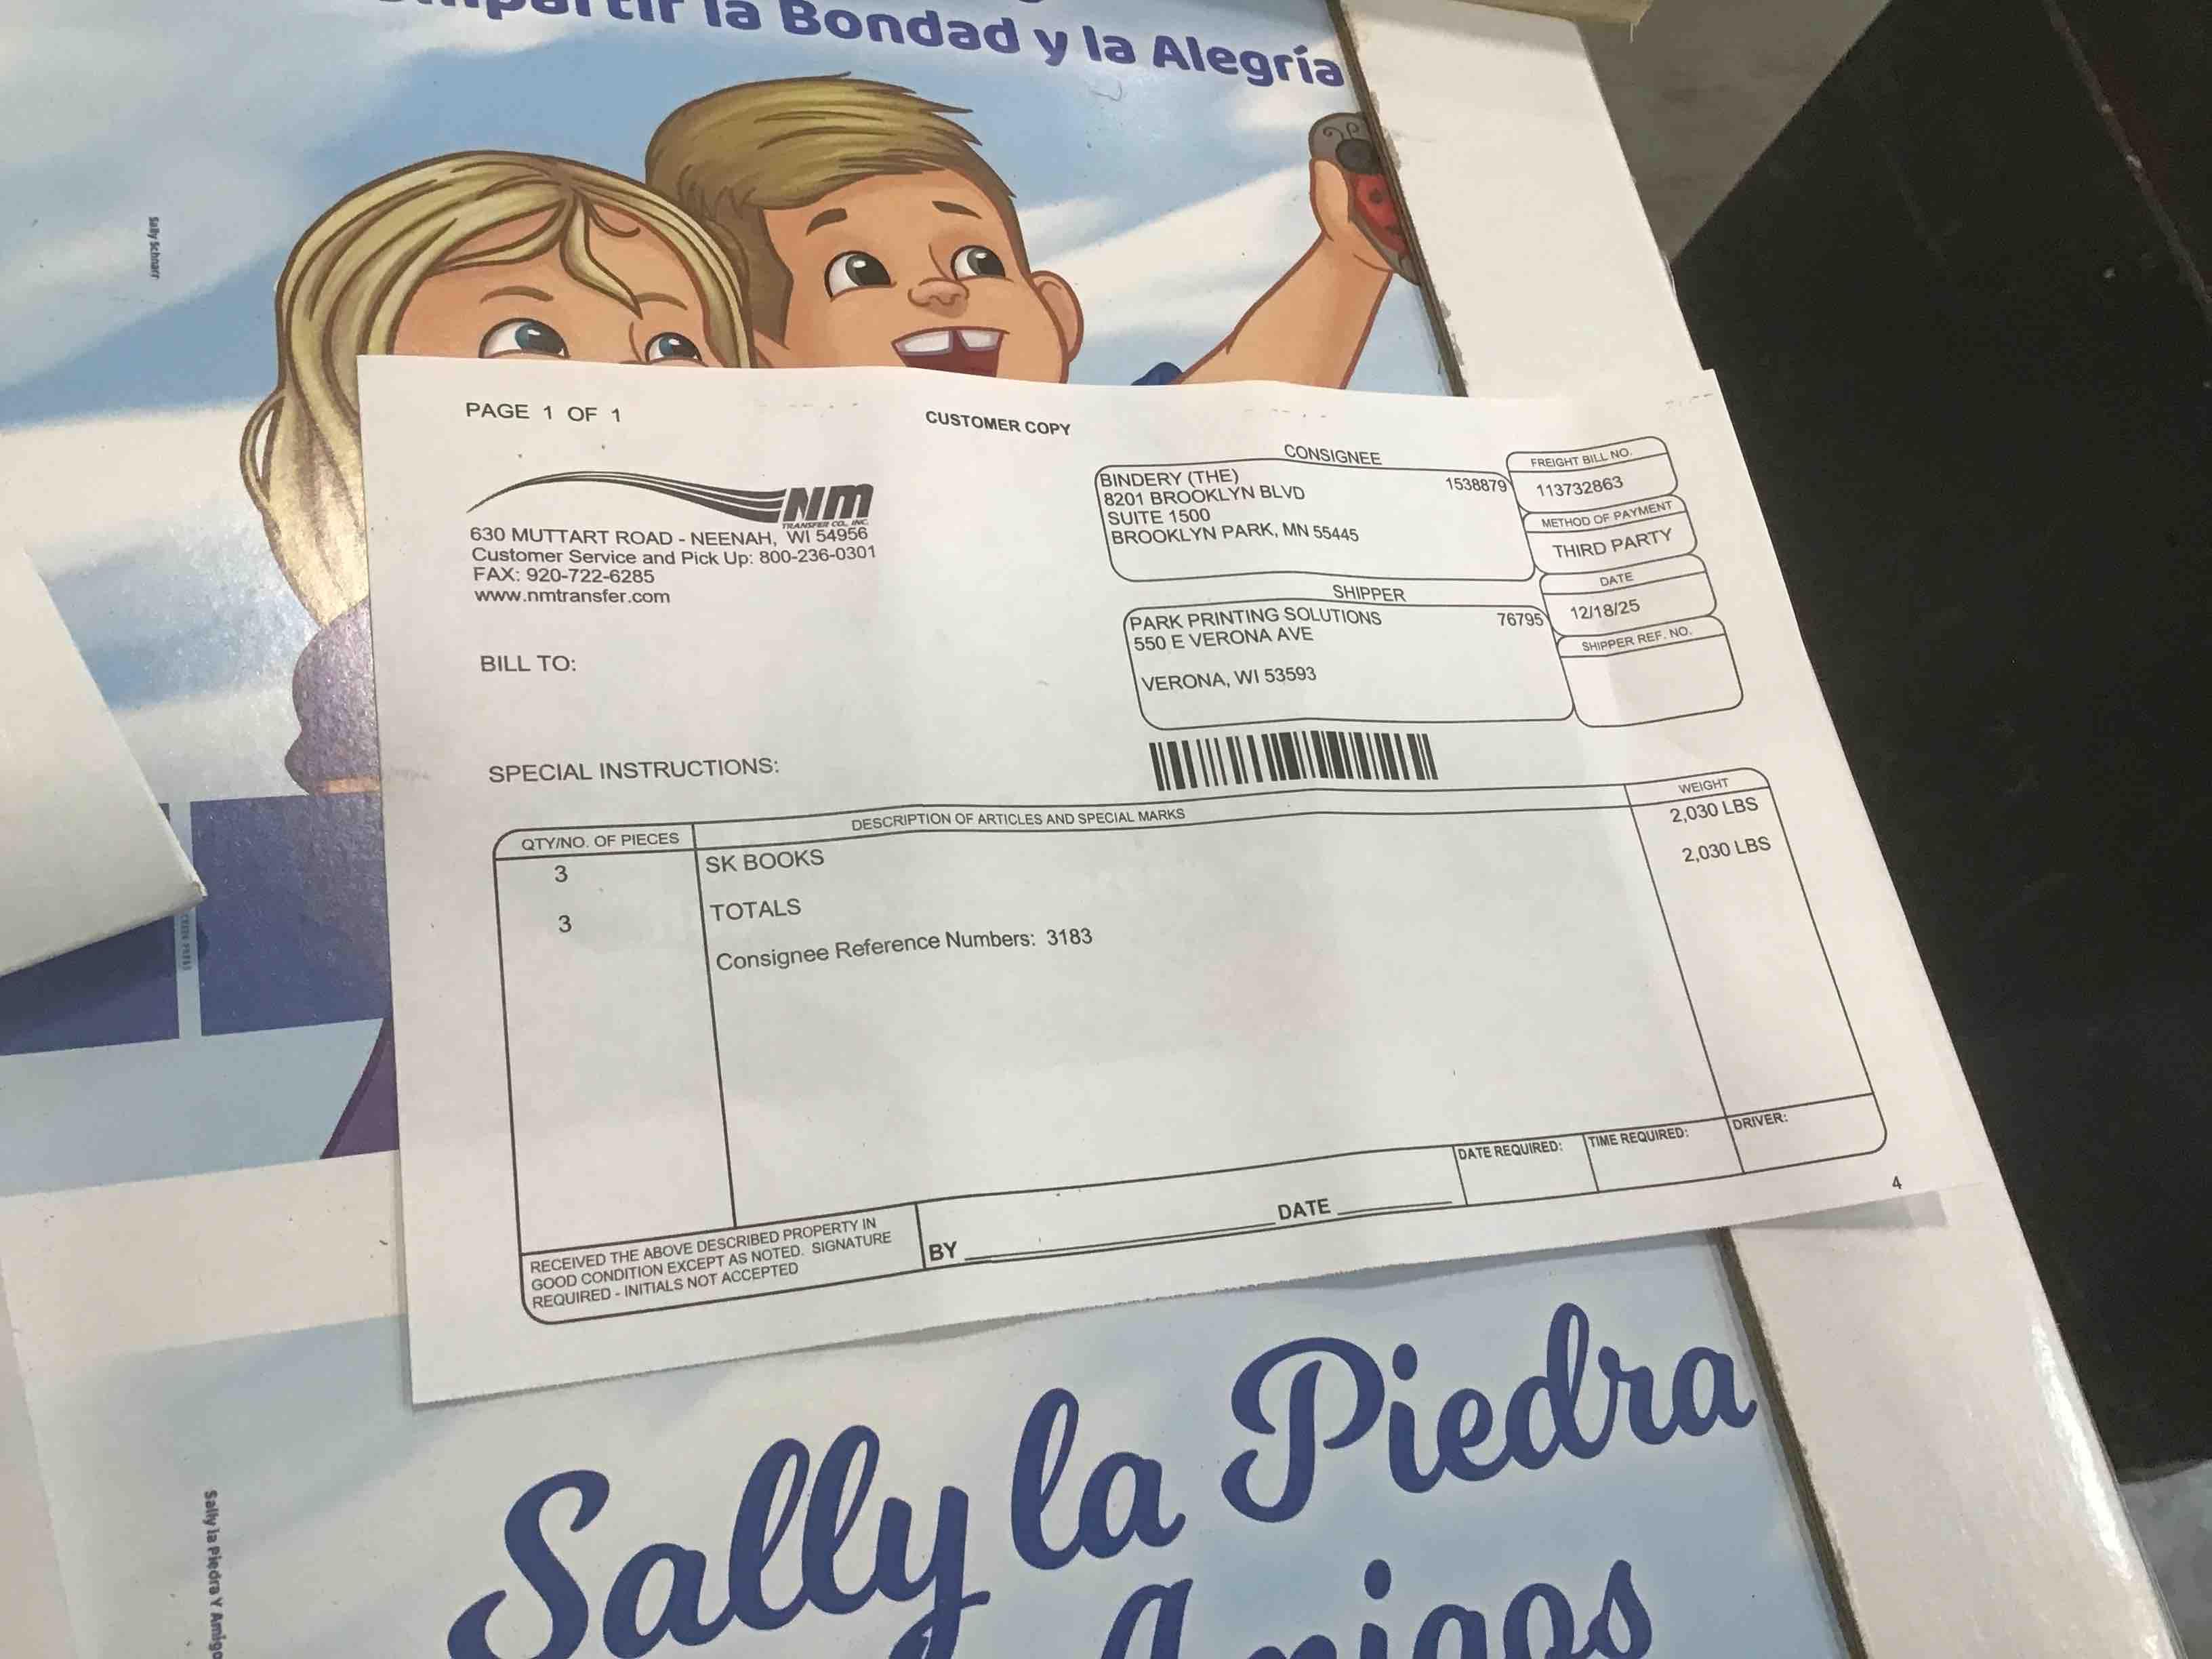 compartir la Bondad y la Alegría
Sally Schnarr
PAGE 1 OF 1
CUSTOMER COPY
NM
TRANSFER CO., INC.
630 MUTTART ROAD - NEENAH, WI 54956
Customer Service and Pick Up: 800-236-0301
FAX: 920-722-6285
www.nmtransfer.com
BILL TO:
SPECIAL INSTRUCTIONS:
CONSIGNEE
BINDERY (THE) 1538879
8201 BROOKLYN BLVD
SUITE 1500
BROOKLYN PARK, MN 55445
SHIPPER
PARK PRINTING SOLUTIONS 76795
550 E VERONA AVE
VERONA, WI 53593
FREIGHT BILL NO.
113732863
METHOD OF PAYMENT
THIRD PARTY
DATE
12/18/25
SHIPPER REF. NO.
QTY/NO. OF PIECES DESCRIPTION OF ARTICLES AND SPECIAL MARKS WEIGHT
3 SK BOOKS 2,030 LBS
3 TOTALS 2,030 LBS
Consignee Reference Numbers: 3183
RECEIVED THE ABOVE DESCRIBED PROPERTY IN
GOOD CONDITION EXCEPT AS NOTED. SIGNATURE
REQUIRED - INITIALS NOT ACCEPTED
BY DATE
DATE REQUIRED: TIME REQUIRED: DRIVER:
4
Sally la Piedra
Amigos
Sally la Piedra Y Amigo